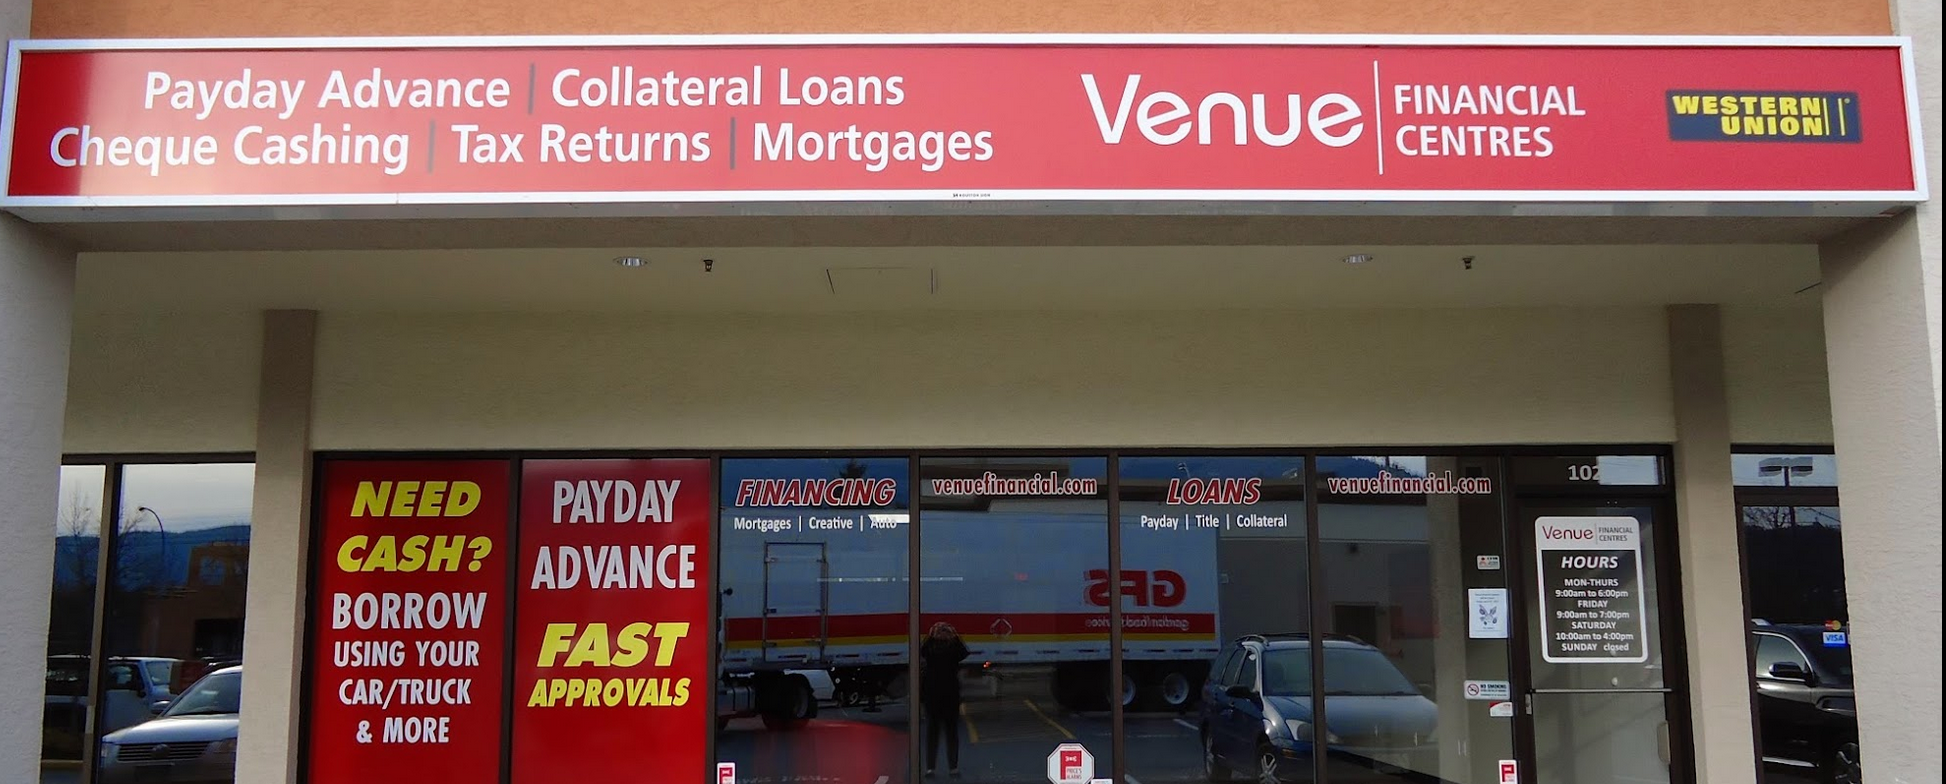 Payday Advance | Collateral Loans
Cheque Cashing | Tax Returns | Mortgages
Venue | FINANCIAL
CENTRES
WESTERN
UNION
NEED
CASH?
BORROW
USING YOUR
CAR/TRUCK
& MORE
PAYDAY
ADVANCE
FAST
APPROVALS
FINANCING
Mortgages | Creative | Auto
venuefinancial.com
LOANS
Payday | Title | Collateral
venuefinancial.com
GFS
102
Venue | FINANCIAL
CENTRES
HOURS
MON-THURS
9:00am to 6:00pm
FRIDAY
9:00am to 7:00pm
SATURDAY
10:00am to 4:00pm
SUNDAY closed
NO SMOKING
VISA